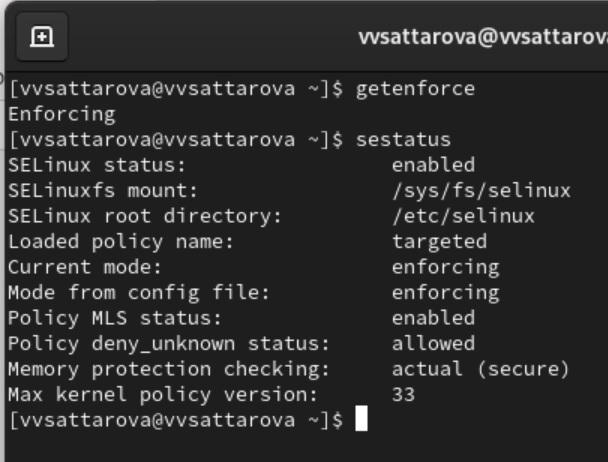 vvsattarova@vvsattarov
[vvsattarova@vvsattarova ~]$ getenforce
Enforcing
[vvsattarova@vvsattarova ~]$ sestatus
SELinux status:                 enabled
SELinuxfs mount:                /sys/fs/selinux
SELinux root directory:         /etc/selinux
Loaded policy name:             targeted
Current mode:                   enforcing
Mode from config file:          enforcing
Policy MLS status:              enabled
Policy deny_unknown status:     allowed
Memory protection checking:     actual (secure)
Max kernel policy version:      33
[vvsattarova@vvsattarova ~]$